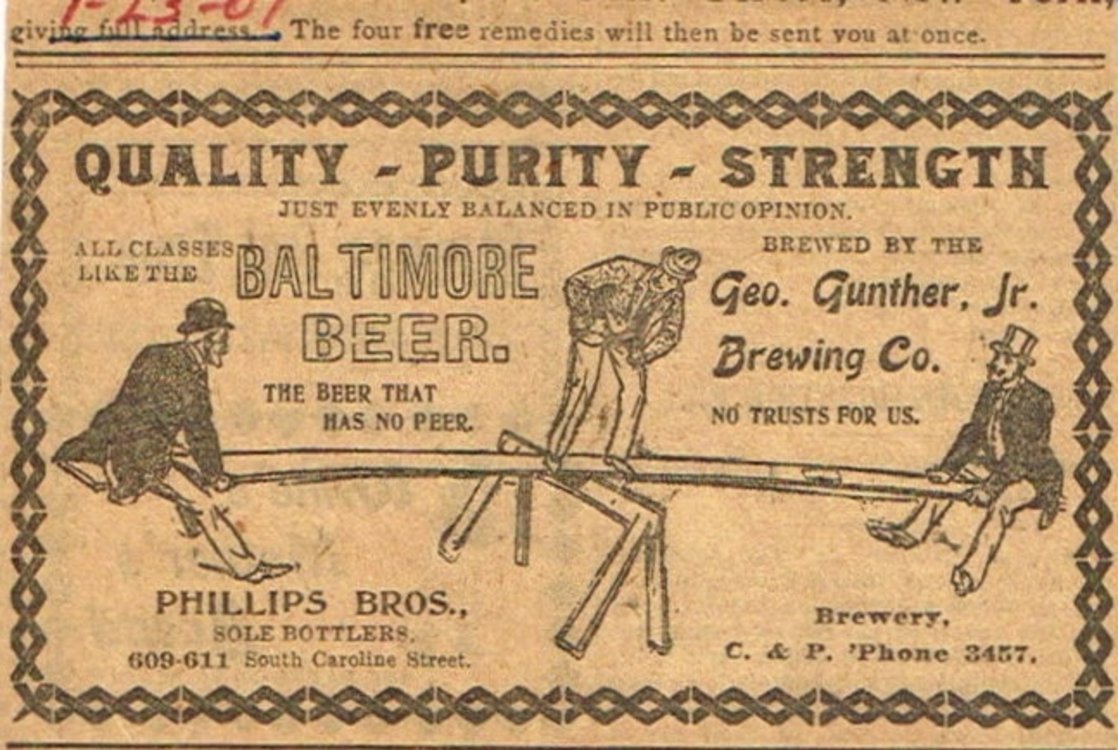 1-23-01
giving full address. The four free remedies will then be sent you at once.
QUALITY - PURITY - STRENGTH
JUST EVENLY BALANCED IN PUBLIC OPINION.
ALL CLASSES
LIKE THE
BALTIMORE
BEER.
THE BEER THAT
HAS NO PEER.
BREWED BY THE
Geo. Gunther, Jr.
Brewing Co.
NO TRUSTS FOR US.
PHILLIPS BROS.,
SOLE BOTTLERS.
609-611 South Caroline Street.
Brewery,
C. & P. 'Phone 3457.